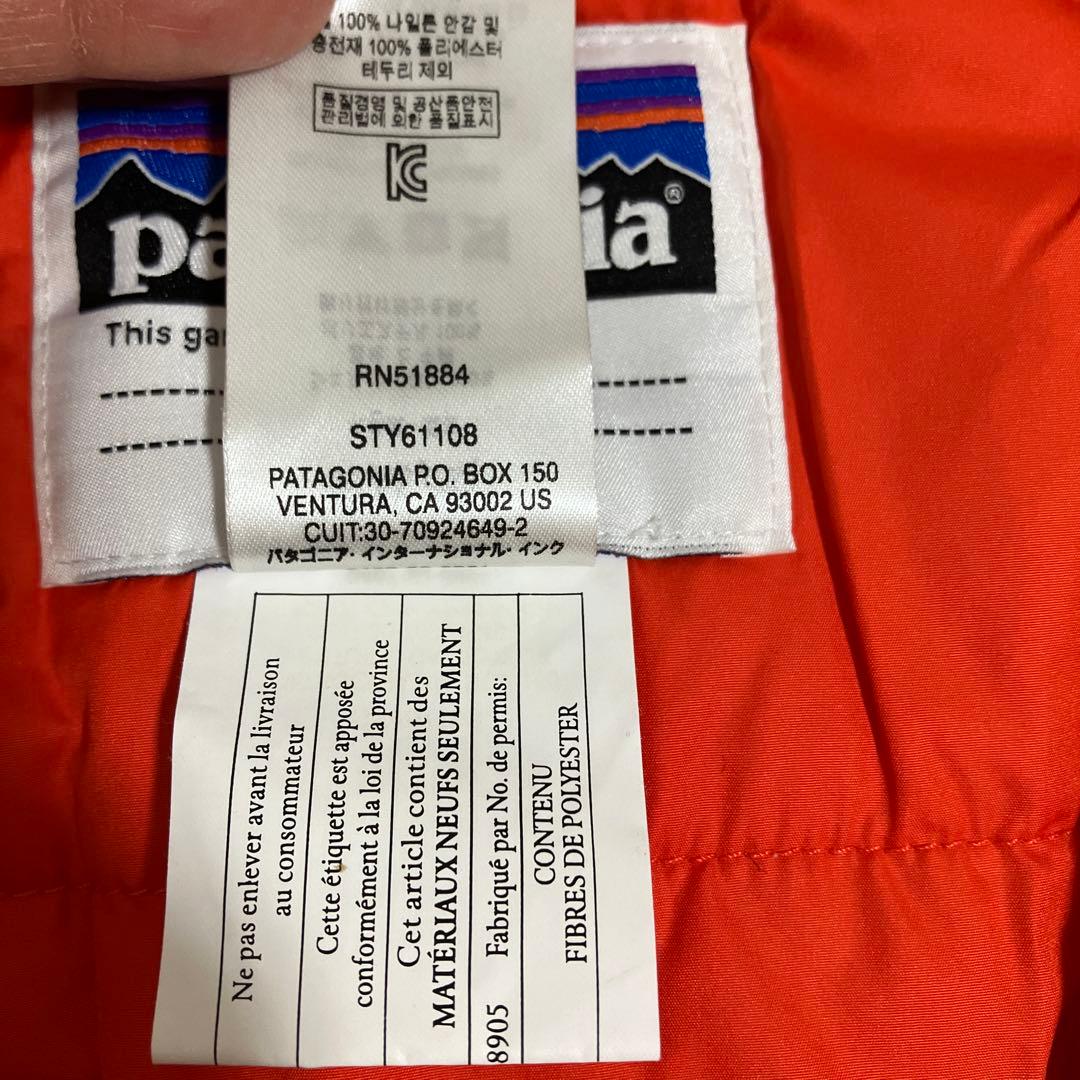 100% 나일론 안감 및
충전재 100% 폴리에스터
테두리 제외
품질경영 및 공산품안전
관리법에 의한 품질표시
RN51884
STY61108
PATAGONIA P.O. BOX 150
VENTURA, CA 93002 US
CUIT:30-70924649-2
パタゴニア・インターナショナル・インク
pa
ia®
This gar
Ne pas enlever avant la livraison
au consommateur
Cette étiquette est apposée
conformément à la loi de la province
Cet article contient des
MATÉRIAUX NEUFS SEULEMENT
8905 Fabriqué par No. de permis:
CONTENU
FIBRES DE POLYESTER